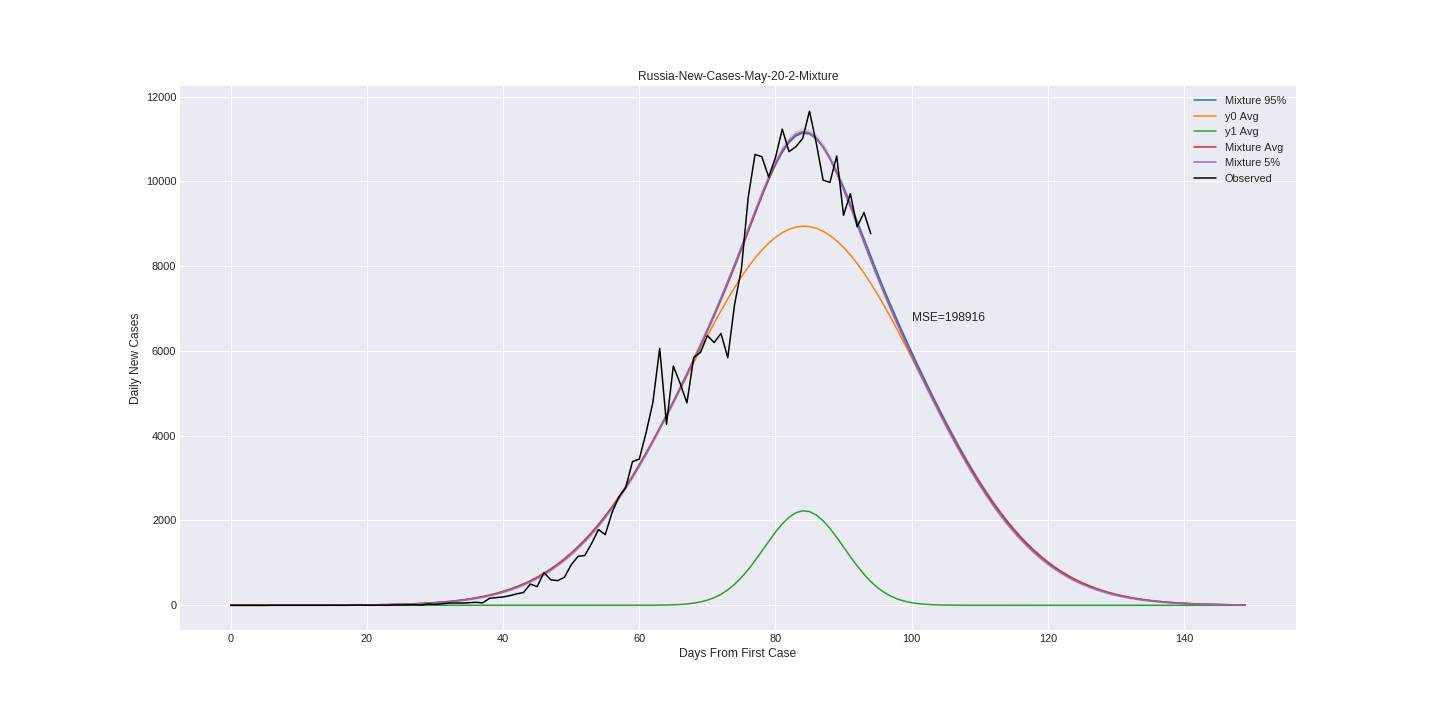 Russia-New-Cases-May-20-2-Mixture
12000
10000
8000
6000
4000
2000
0
Daily New Cases
Mixture 95%
y0 Avg
y1 Avg
Mixture Avg
Mixture 5%
Observed
MSE=198916
0 20 40 60 80 100 120 140
Days From First Case